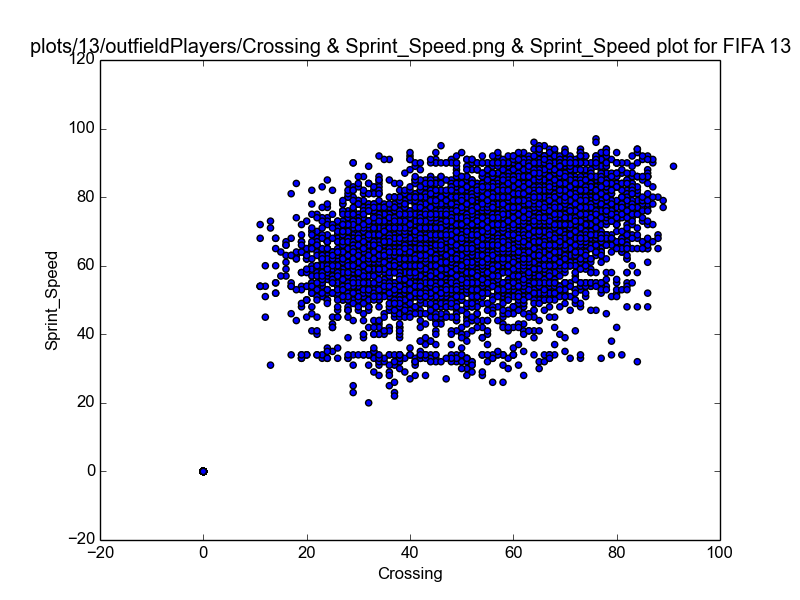 plots/13/outfieldPlayers/Crossing & Sprint_Speed.png & Sprint_Speed plot for FIFA 13
120
100
80
60
40
20
0
−20
Sprint_Speed
−20 0 20 40 60 80 100
Crossing